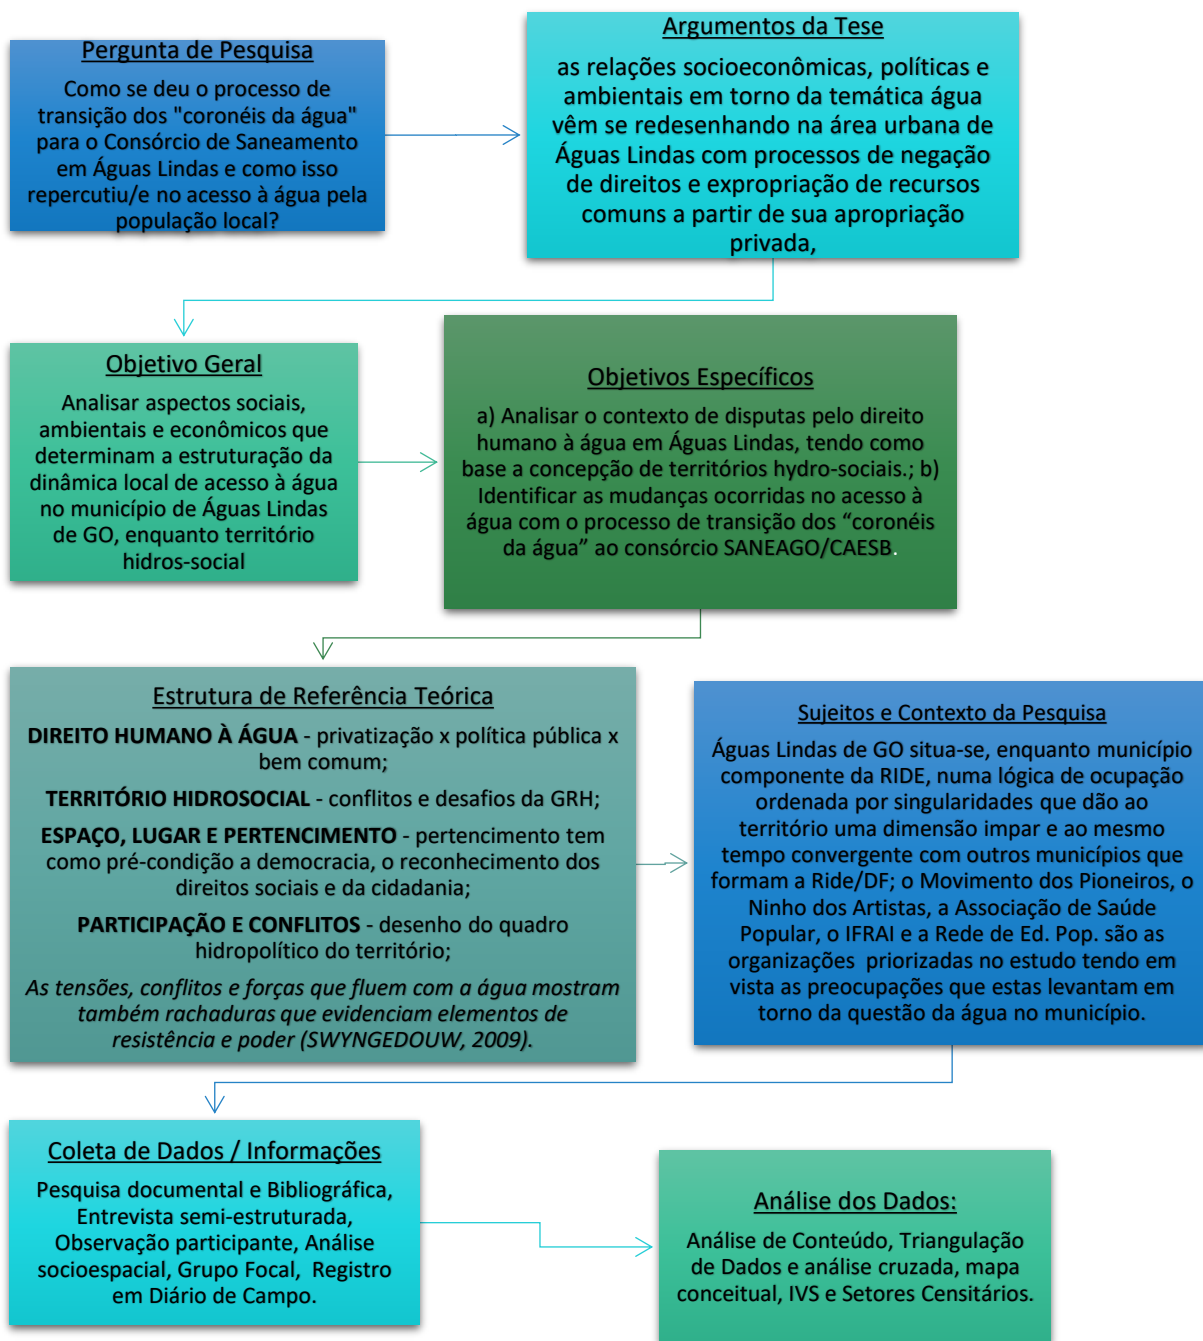 Pergunta de Pesquisa
Como se deu o processo de
transição dos "coronéis da água"
para o Consórcio de Saneamento
em Águas Lindas e como isso
repercutiu/e no acesso à água pela
população local?
Argumentos da Tese
as relações socioeconômicas, políticas e
ambientais em torno da temática água
vêm se redesenhando na área urbana de
Águas Lindas com processos de negação
de direitos e expropriação de recursos
comuns a partir de sua apropriação
privada,
Objetivo Geral
Analisar aspectos sociais,
ambientais e econômicos que
determinam a estruturação da
dinâmica local de acesso à água
no município de Águas Lindas
de GO, enquanto território
hidros-social
Objetivos Específicos
a) Analisar o contexto de disputas pelo direito
humano à água em Águas Lindas, tendo como
base a concepção de territórios hydro-sociais.; b)
Identificar as mudanças ocorridas no acesso à
água com o processo de transição dos “coronéis
da água” ao consórcio SANEAGO/CAESB.
Estrutura de Referência Teórica
DIREITO HUMANO À ÁGUA - privatização x política pública x
bem comum;
TERRITÓRIO HIDROSOCIAL - conflitos e desafios da GRH;
ESPAÇO, LUGAR E PERTENCIMENTO - pertencimento tem
como pré-condição a democracia, o reconhecimento dos
direitos sociais e da cidadania;
PARTICIPAÇÃO E CONFLITOS - desenho do quadro
hidropolítico do território;
As tensões, conflitos e forças que fluem com a água mostram
também rachaduras que evidenciam elementos de
resistência e poder (SWYNGEDOUW, 2009).
Sujeitos e Contexto da Pesquisa
Águas Lindas de GO situa-se, enquanto município
componente da RIDE, numa lógica de ocupação
ordenada por singularidades que dão ao
território uma dimensão impar e ao mesmo
tempo convergente com outros municípios que
formam a Ride/DF; o Movimento dos Pioneiros, o
Ninho dos Artistas, a Associação de Saúde
Popular, o IFRAI e a Rede de Ed. Pop. são as
organizações priorizadas no estudo tendo em
vista as preocupações que estas levantam em
torno da questão da água no município.
Coleta de Dados / Informações
Pesquisa documental e Bibliográfica,
Entrevista semi-estruturada,
Observação participante, Análise
socioespacial, Grupo Focal, Registro
em Diário de Campo.
Análise dos Dados:
Análise de Conteúdo, Triangulação
de Dados e análise cruzada, mapa
conceitual, IVS e Setores Censitários.